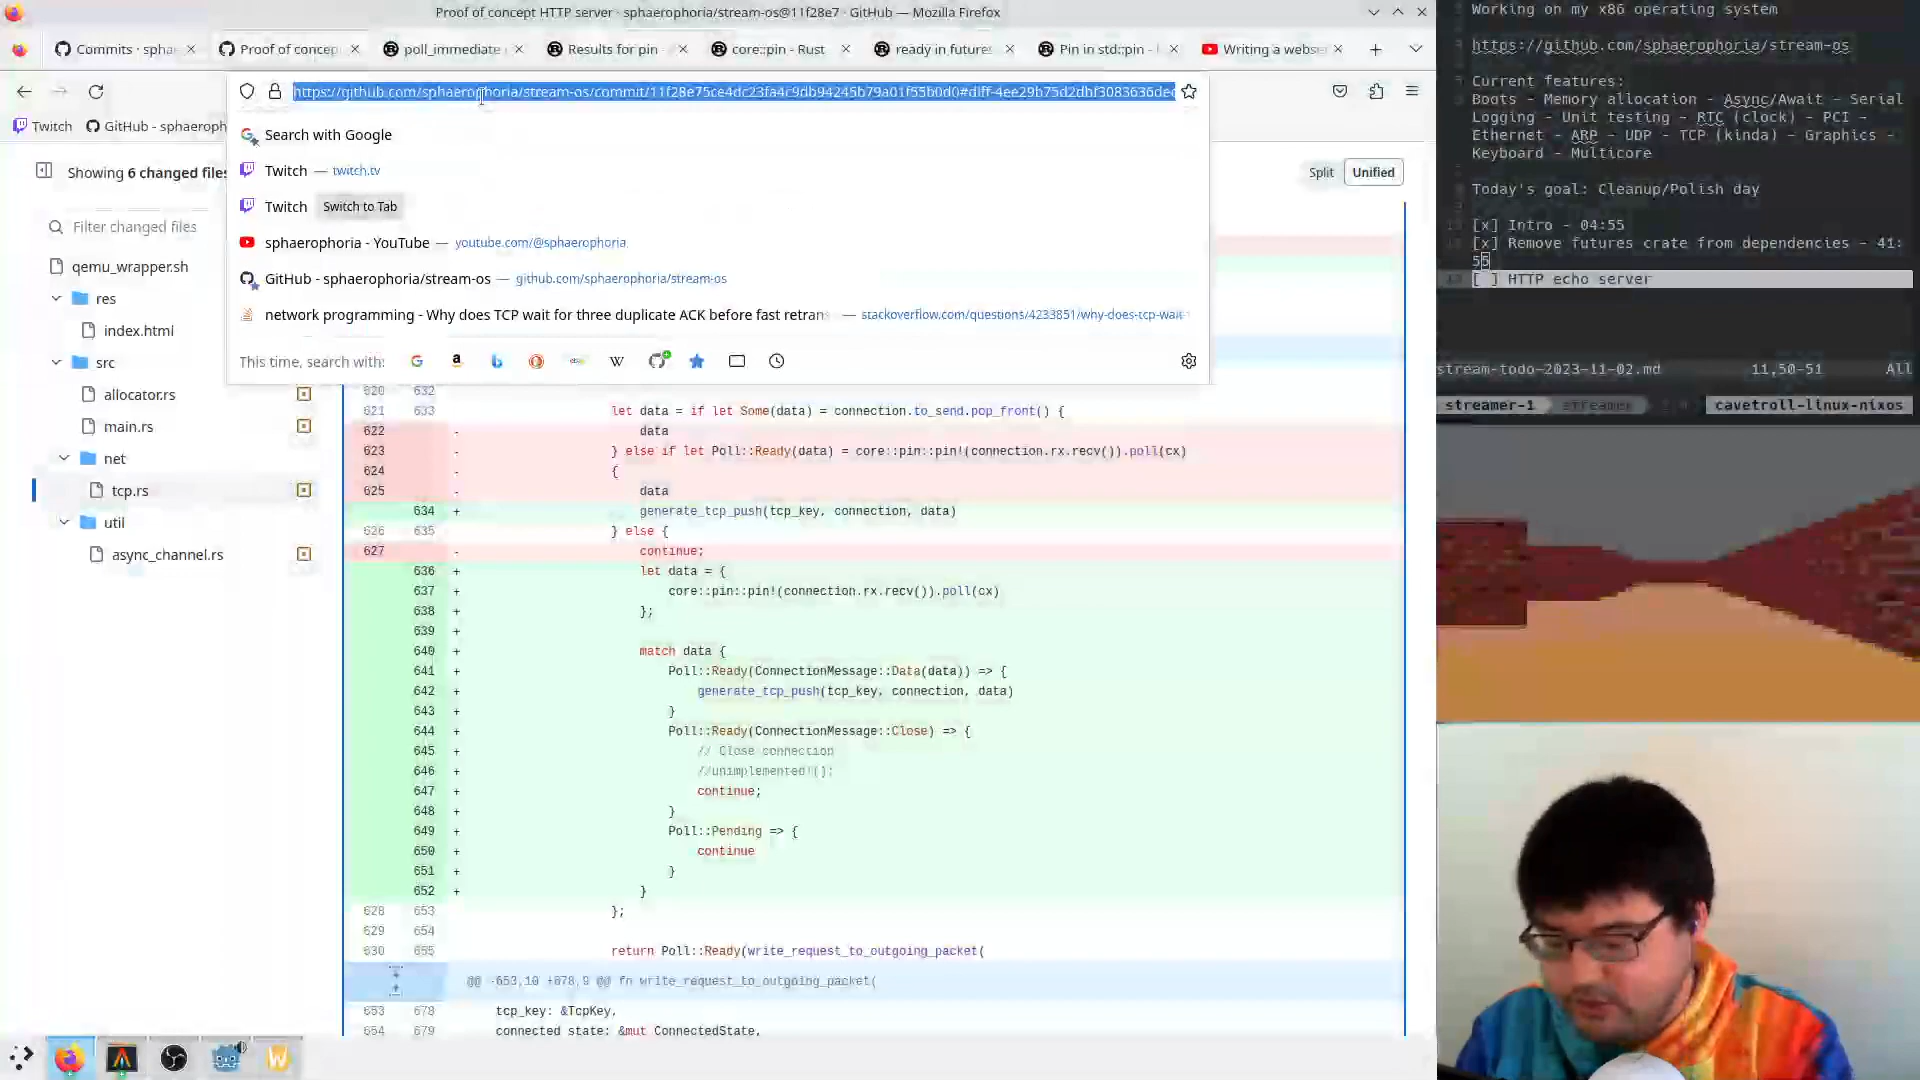 Proof of concept HTTP server · sphaerophoria/stream-os@11f28e7 · GitHub — Mozilla Firefox
Commits · spha
Proof of concep
poll_immediate
Results for pin
core::pin - Rust
ready in future
Pin in std::pin -
Writing a webse
Twitch
GitHub - sphaeroph
Search with Google
Twitch — twitch.tv
Twitch Switch to Tab
sphaerophoria - YouTube — youtube.com/@sphaerophoria
GitHub - sphaerophoria/stream-os — github.com/sphaerophoria/stream-os
network programming - Why does TCP wait for three duplicate ACK before fast retrans — stackoverflow.com/questions/4233851/why-does-tcp-wait-
This time, search with:
Showing 6 changed files
Split Unified
Filter changed files
qemu_wrapper.sh
res
index.html
src
allocator.rs
main.rs
net
tcp.rs
util
async_channel.rs
620 632
621 633 let data = if let Some(data) = connection.to_send.pop_front() {
622 - data
623 - } else if let Poll::Ready(data) = core::pin::pin!(connection.rx.recv()).poll(cx)
624 - {
625 - data
634 + generate_tcp_push(tcp_key, connection, data)
626 635 } else {
627 - continue;
636 + let data = {
637 + core::pin::pin!(connection.rx.recv()).poll(cx)
638 + };
639 +
640 + match data {
641 + Poll::Ready(ConnectionMessage::Data(data)) => {
642 + generate_tcp_push(tcp_key, connection, data)
643 + }
644 + Poll::Ready(ConnectionMessage::Close) => {
645 + // Close connection
646 + //unimplemented!();
647 + continue;
648 + }
649 + Poll::Pending => {
650 + continue
651 + }
652 + }
628 653 };
629 654
630 655 return Poll::Ready(write_request_to_outgoing_packet(
@@ -653,10 +678,9 @@ fn write_request_to_outgoing_packet(
653 678 tcp_key: &TcpKey,
654 679 connected_state: &mut ConnectedState,
Working on my x86 operating system
https://github.com/sphaerophoria/stream-os
Current features:
Boots - Memory allocation - Async/Await - Serial
Logging - Unit testing - RTC (clock) - PCI -
Ethernet - ARP - UDP - TCP (kinda) - Graphics -
Keyboard - Multicore
Today's goal: Cleanup/Polish day
[x] Intro - 04:55
[x] Remove futures crate from dependencies - 41:
55
[ ] HTTP echo server
stream-todo-2023-11-02.md 11,50-51 All
streamer-1 streamer cavetroll-linux-nixos